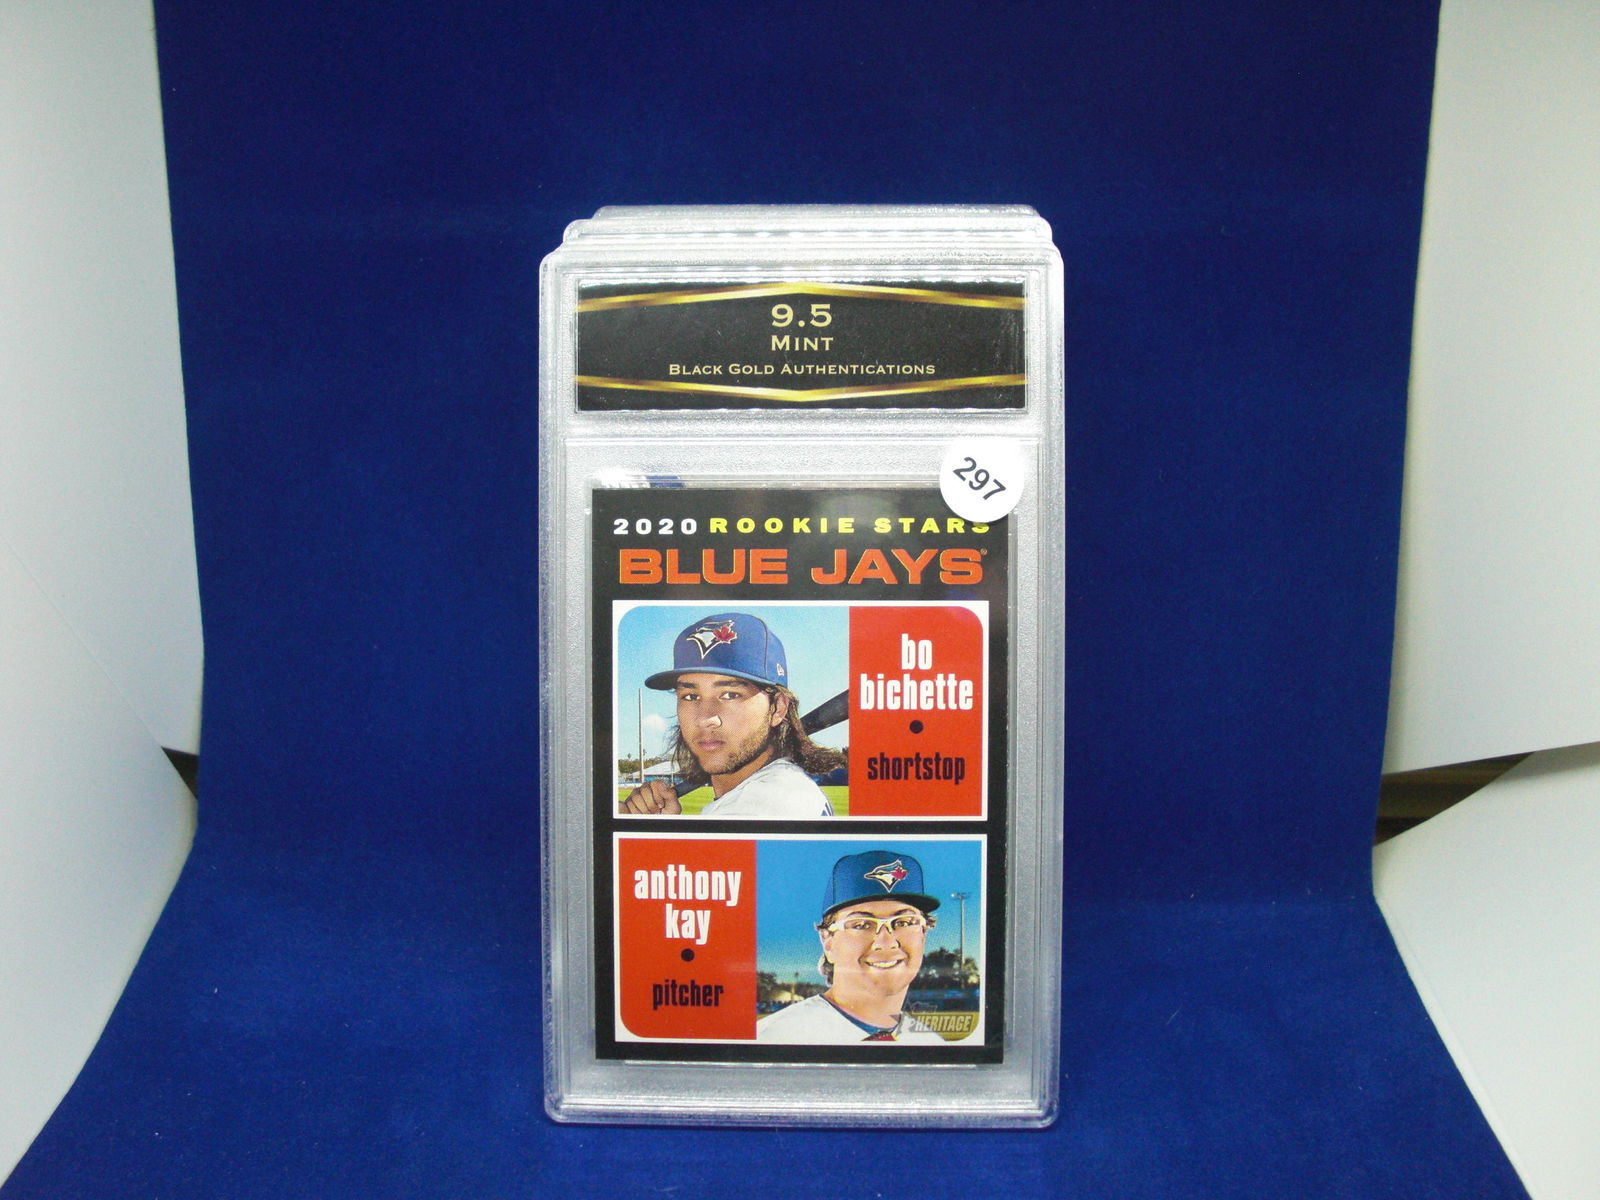 9.5
MINT
BLACK GOLD AUTHENTICATIONS
297
2020 ROOKIE STARS
BLUE JAYS®
bo
bichette
shortstop
anthony
kay
pitcher
HERITAGE